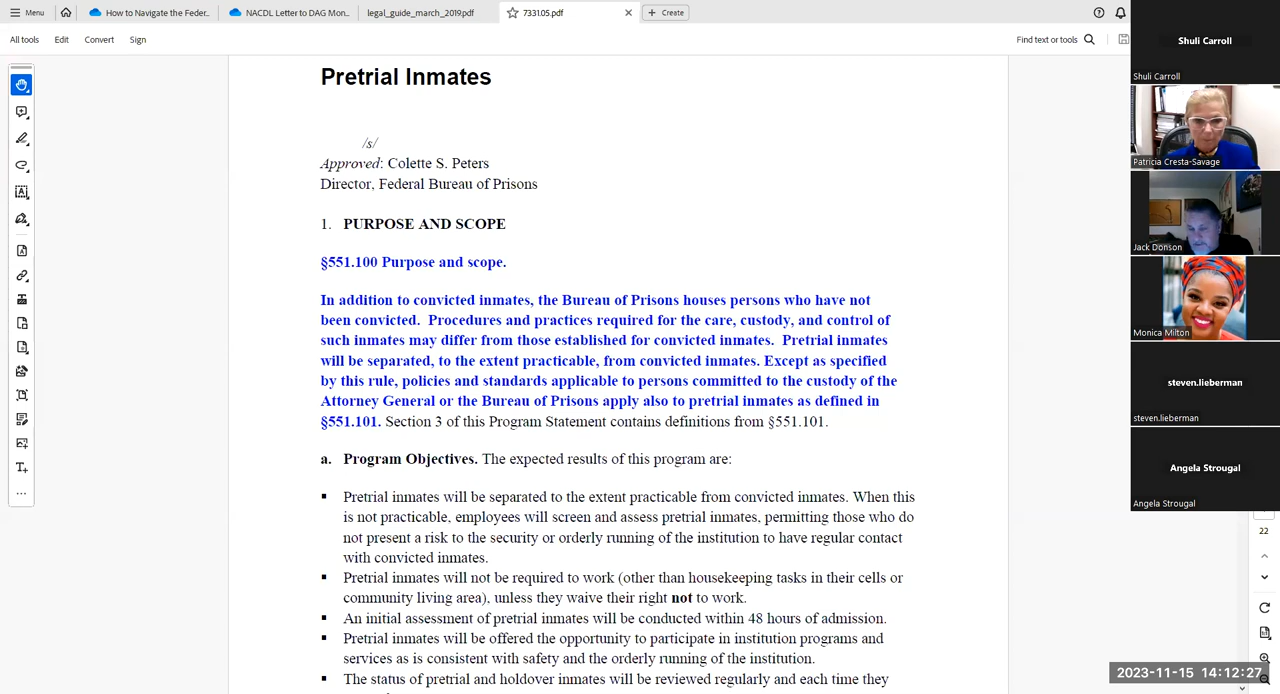 Menu
How to Navigate the Feder...
NACDL Letter to DAG Mon...
legal_guide_march_2019.pdf
7331.05.pdf
Create
All tools
Edit
Convert
Sign
Find text or tools
Pretrial Inmates
/s/
Approved: Colette S. Peters
Director, Federal Bureau of Prisons
1. PURPOSE AND SCOPE
§551.100 Purpose and scope.
In addition to convicted inmates, the Bureau of Prisons houses persons who have not
been convicted. Procedures and practices required for the care, custody, and control of
such inmates may differ from those established for convicted inmates. Pretrial inmates
will be separated, to the extent practicable, from convicted inmates. Except as specified
by this rule, policies and standards applicable to persons committed to the custody of the
Attorney General or the Bureau of Prisons apply also to pretrial inmates as defined in
§551.101. Section 3 of this Program Statement contains definitions from §551.101.
a. Program Objectives. The expected results of this program are:
▪ Pretrial inmates will be separated to the extent practicable from convicted inmates. When this
is not practicable, employees will screen and assess pretrial inmates, permitting those who do
not present a risk to the security or orderly running of the institution to have regular contact
with convicted inmates.
▪ Pretrial inmates will not be required to work (other than housekeeping tasks in their cells or
community living area), unless they waive their right not to work.
▪ An initial assessment of pretrial inmates will be conducted within 48 hours of admission.
▪ Pretrial inmates will be offered the opportunity to participate in institution programs and
services as is consistent with safety and the orderly running of the institution.
▪ The status of pretrial and holdover inmates will be reviewed regularly and each time they
Shuli Carroll
Shuli Carroll
Patricia Cresta-Savage
Jack Donson
Monica Milton
steven.lieberman
steven.lieberman
Angela Strougal
Angela Strougal
22
2023-11-15 14:12:27